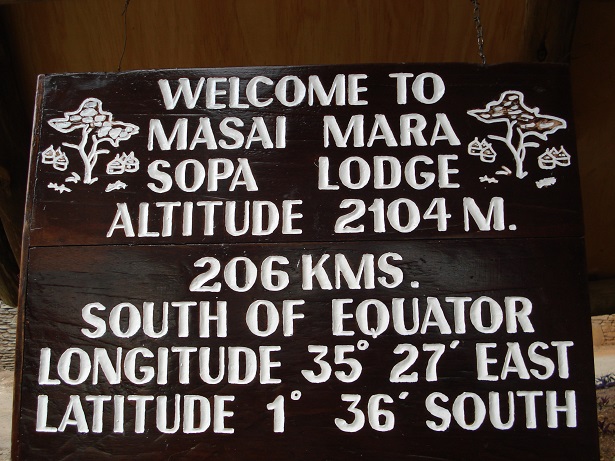 WELCOME TO
MASAI MARA
SOPA LODGE
ALTITUDE 2104 M.
206 KMS.
SOUTH OF EQUATOR
LONGITUDE 35° 27′ EAST
LATITUDE 1° 36′ SOUTH